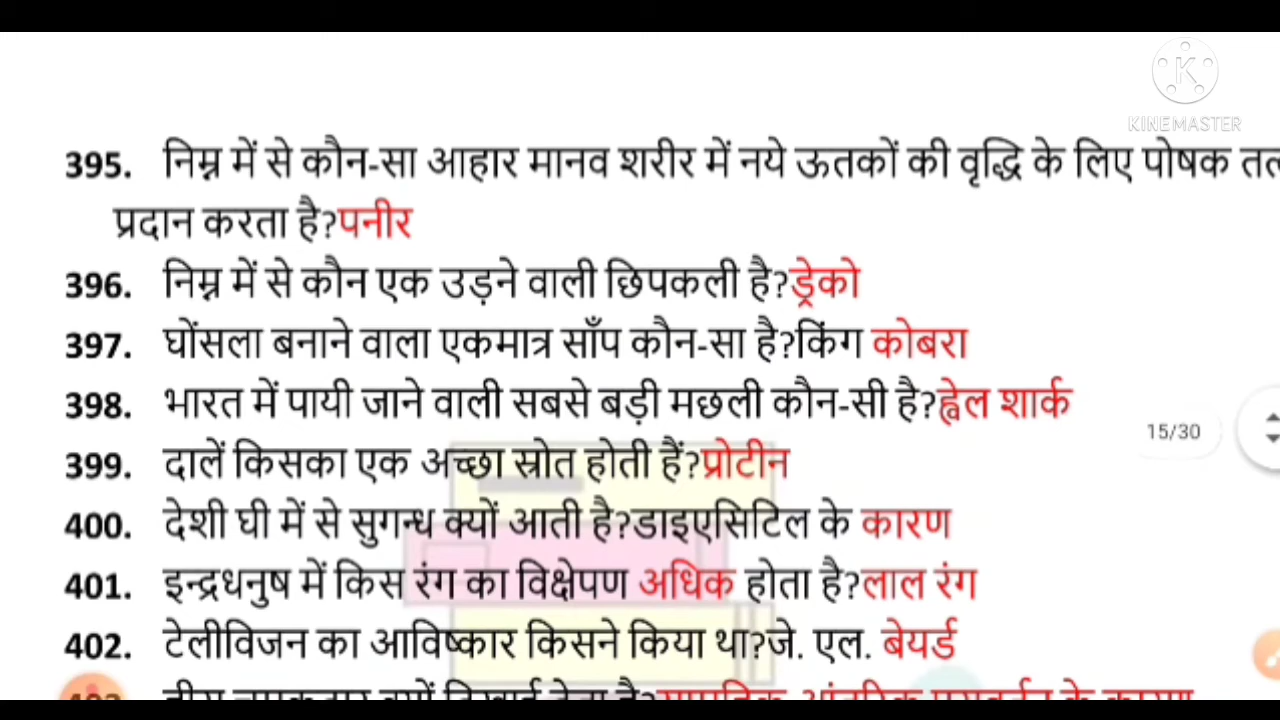 KINEMASTER
395. निम्न में से कौन-सा आहार मानव शरीर में नये ऊतकों की वृद्धि के लिए पोषक
प्रदान करता है?पनीर
396. निम्न में से कौन एक उड़ने वाली छिपकली है?ड्रेको
397. घोंसला बनाने वाला एकमात्र साँप कौन-सा है?किंग कोबरा
398. भारत में पायी जाने वाली सबसे बड़ी मछली कौन-सी है?ह्वेल शार्क
15/30
399. दालें किसका एक अच्छा स्रोत होती हैं?प्रोटीन
400. देशी घी में से सुगन्ध क्यों आती है?डाइएसिटिल के कारण
401. इन्द्रधनुष में किस रंग का विक्षेपण अधिक होता है?लाल रंग
402. टेलीविजन का आविष्कार किसने किया था?जे. एल. बेयर्ड